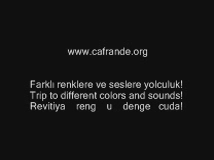 www.cafrande.org
Farklı renklere ve seslere yolculuk!
Trip to different colors and sounds!
Revitiya reng u denge cuda!